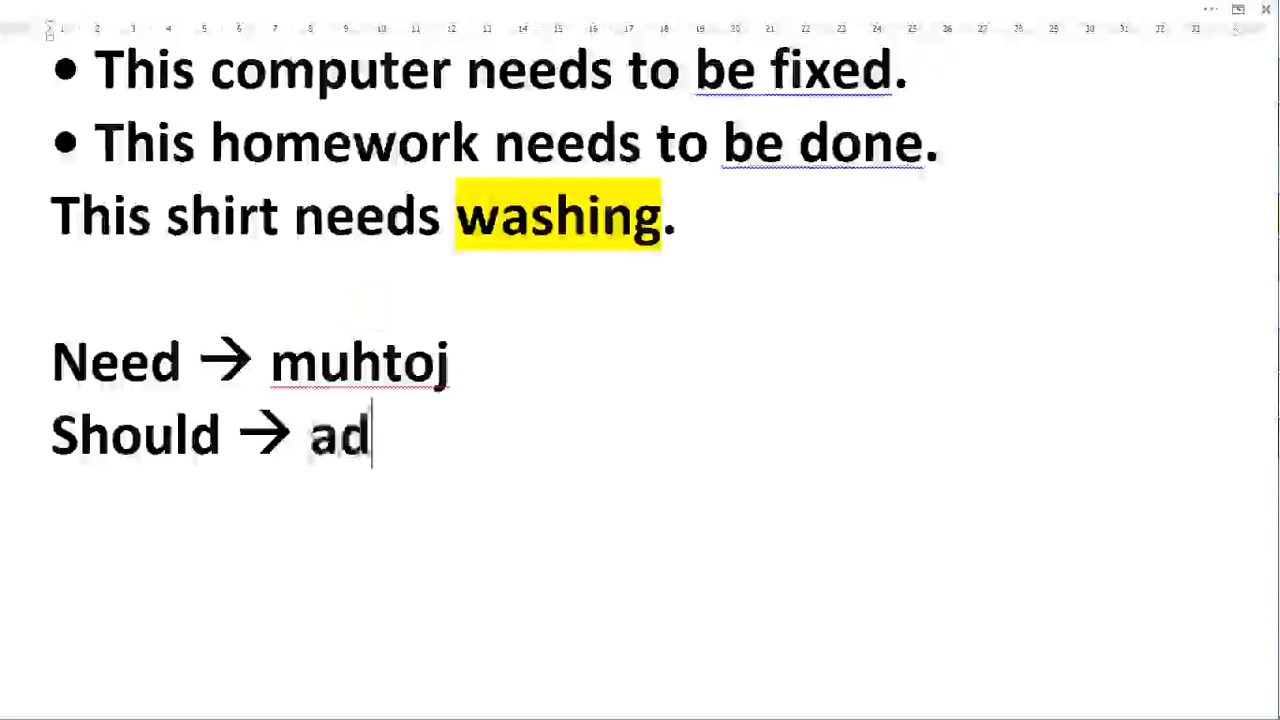 • This computer needs to be fixed.
• This homework needs to be done.
This shirt needs washing.
Need → muhtoj
Should → ad